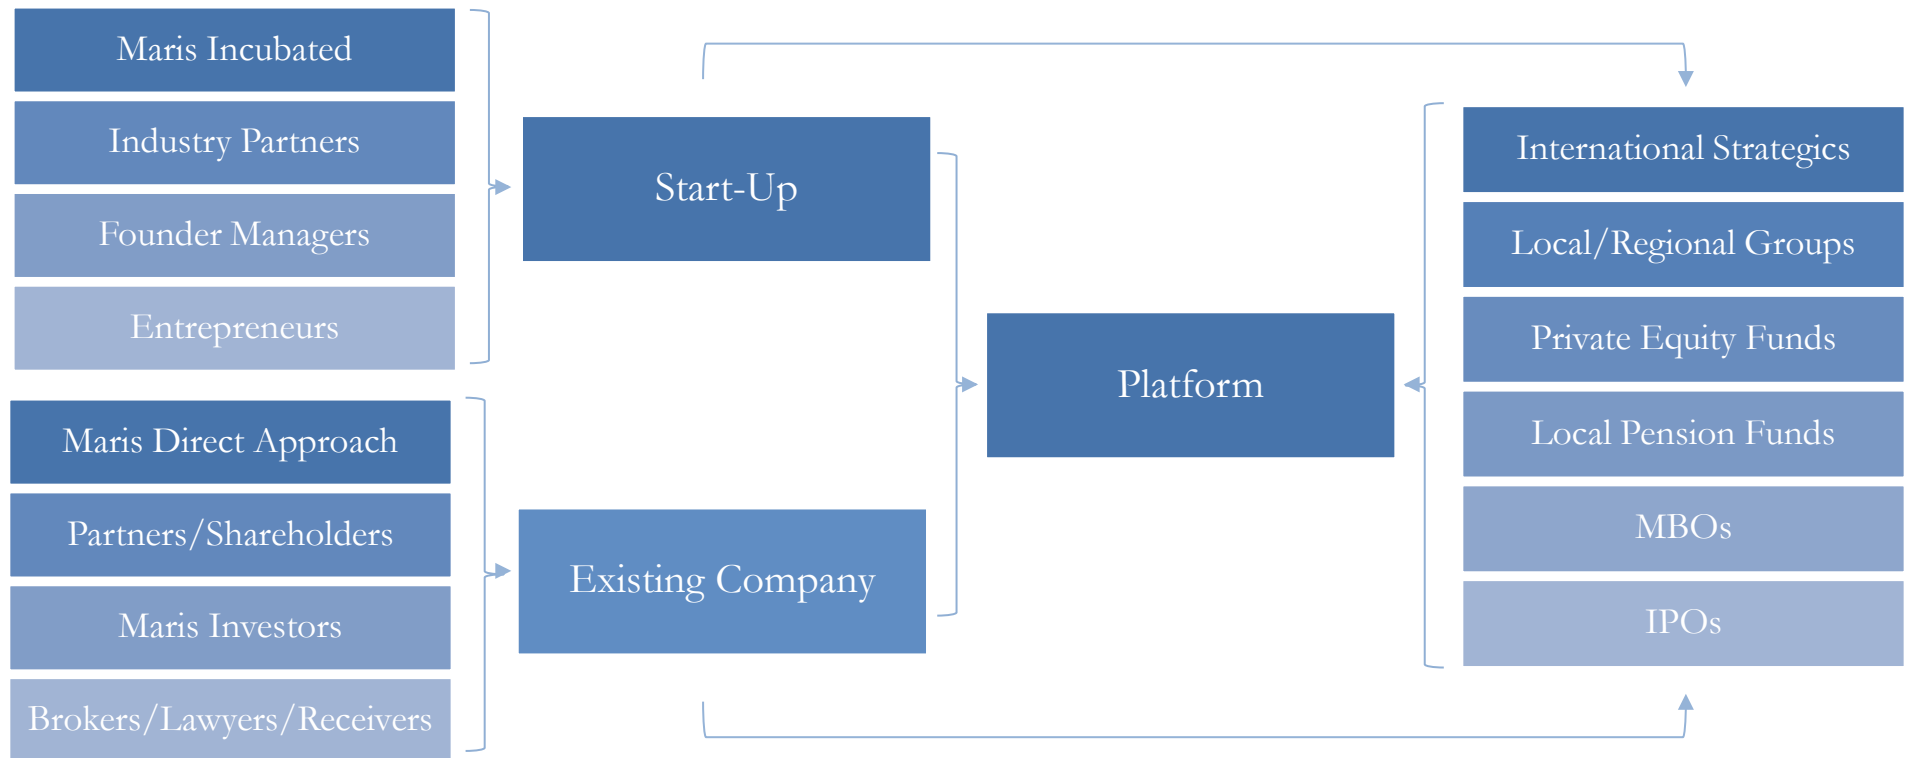 Maris Incubated
Industry Partners
Founder Managers
Entrepreneurs
Maris Direct Approach
Partners/Shareholders
Maris Investors
Brokers/Lawyers/Receivers
Start-Up
Existing Company
Platform
International Strategics
Local/Regional Groups
Private Equity Funds
Local Pension Funds
MBOs
IPOs